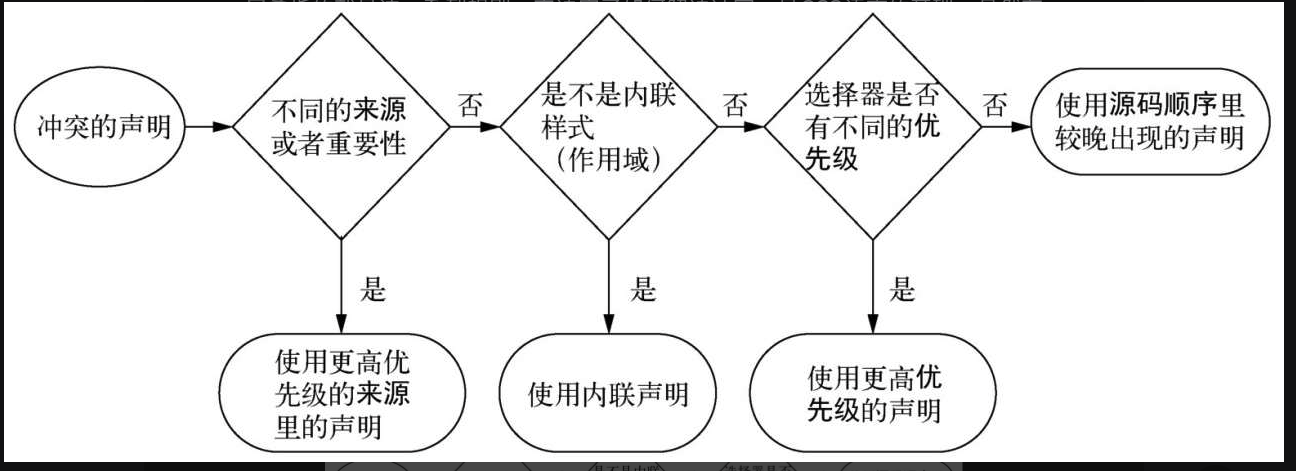 冲突的声明
不同的来源
或者重要性
否
是不是内联
样式
（作用域）
否
选择器是否
有不同的优
先级
否
使用源码顺序里
较晚出现的声明
是
使用更高优
先级的来源
里的声明
是
使用内联声明
是
使用更高优
先级的声明